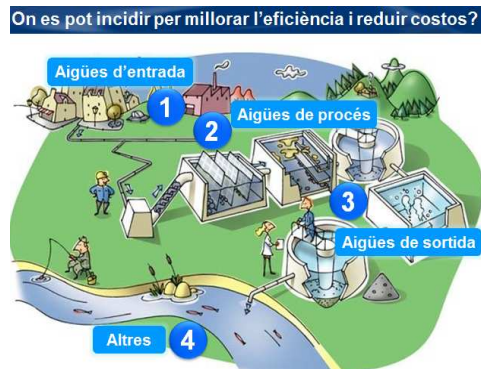 On es pot incidir per millorar l'eficiència i reduir costos?
Aigües d'entrada
1
2
Aigües de procés
3
Aigües de sortida
Altres
4